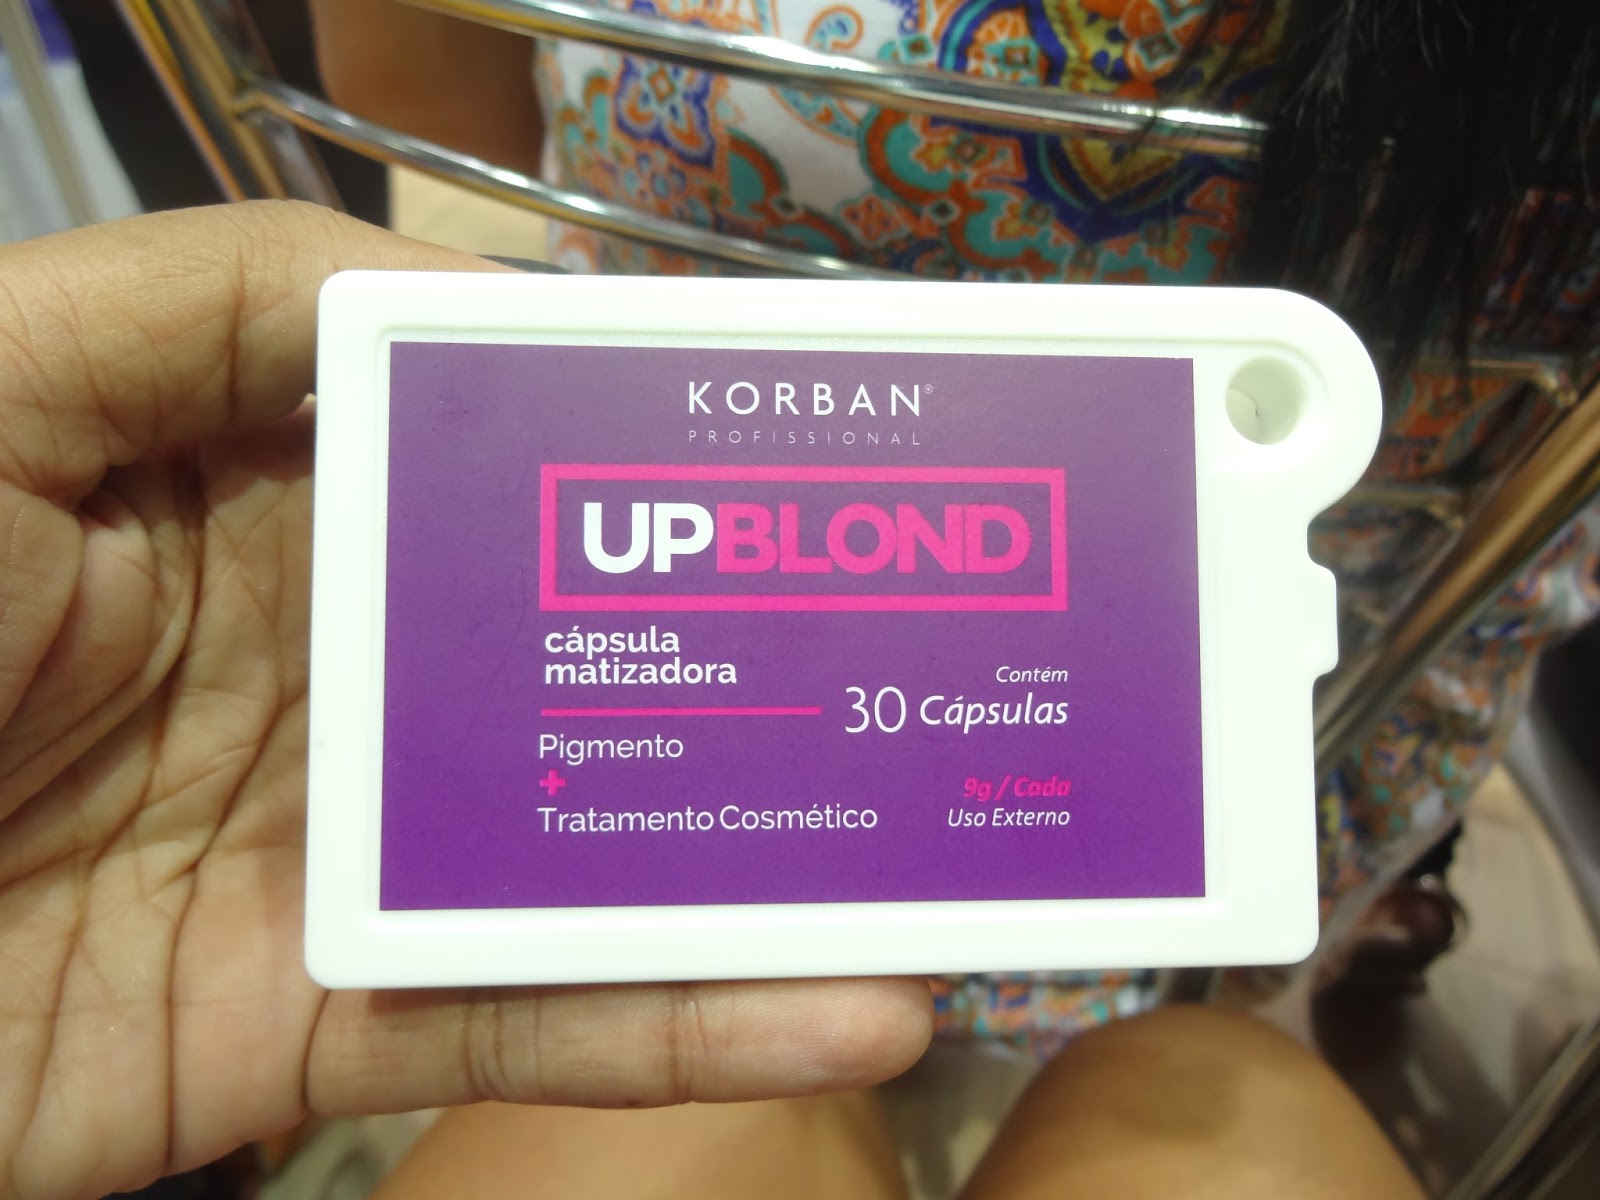 KORBAN®
PROFISSIONAL
UPBLOND
cápsula
matizadora
Contém
30 Cápsulas
Pigmento
+
Tratamento Cosmético
9g / Cada
Uso Externo